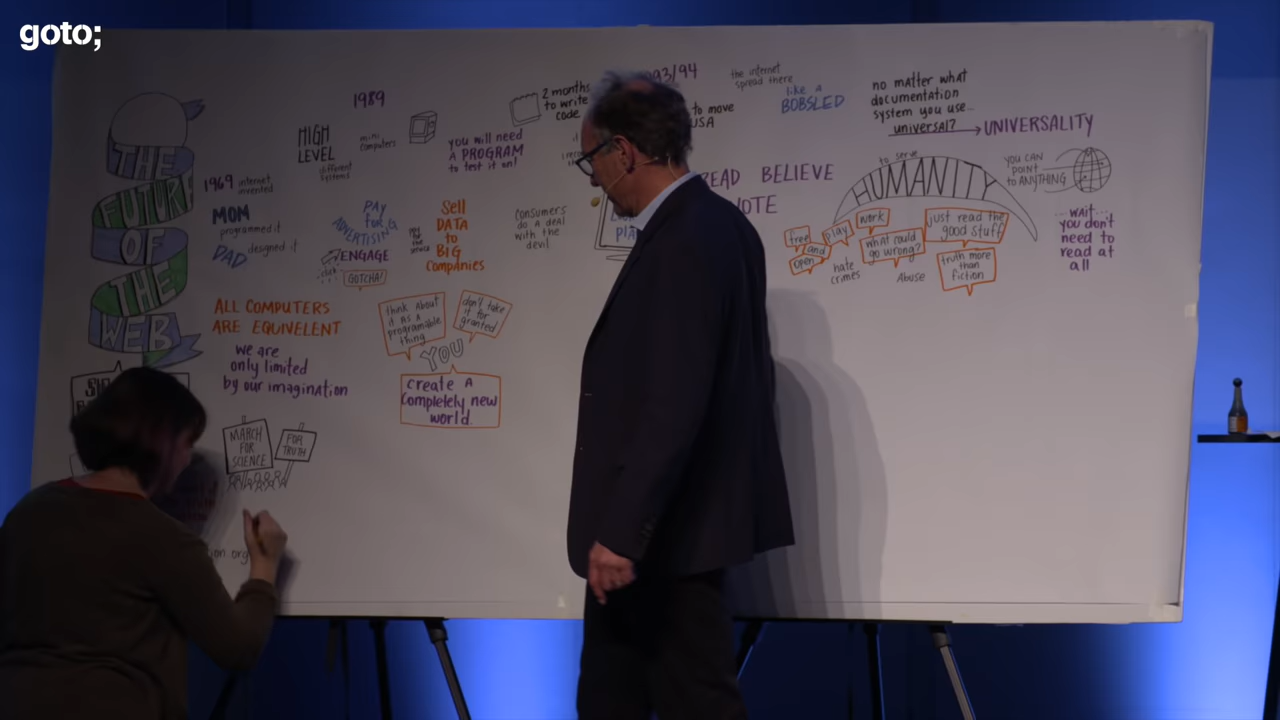 goto;
THE
FUTURE
OF
THE
WEB
1969 internet
invented
MOM
programmed it
DAD
designed it
1989
HIGH
LEVEL
mini
computers
different
systems
you will need
A PROGRAM
to test it on!
PAY
for
ADVERTISING
ENGAGE
click
GOTCHA!
Sell
DATA
to
BIG
Companies
ALL COMPUTERS
ARE EQUIVELENT
we are
only limited
by our imagination
think About
it As A
programable
thing
don't take
it for
granted
YOU
create A
Completely new
world.
MARCH
FOR
SCIENCE
FOR
TRUTH
2 months
to write
code
Consumers
do a deal
with the
devil
93/94
to move
USA
the internet
spread there
like a
BOBSLED
READ BELIEVE
no matter what
documentation
system you use...
universal?
UNIVERSALITY
to serve
HUMANITY
YOU CAN
POINT
to ANYTHING
free
and
open
play
work
what could
go wrong?
just read the
good stuff
hate
crimes
Abuse
truth more
than
fiction
...wait...
you don't
need to
read at
all